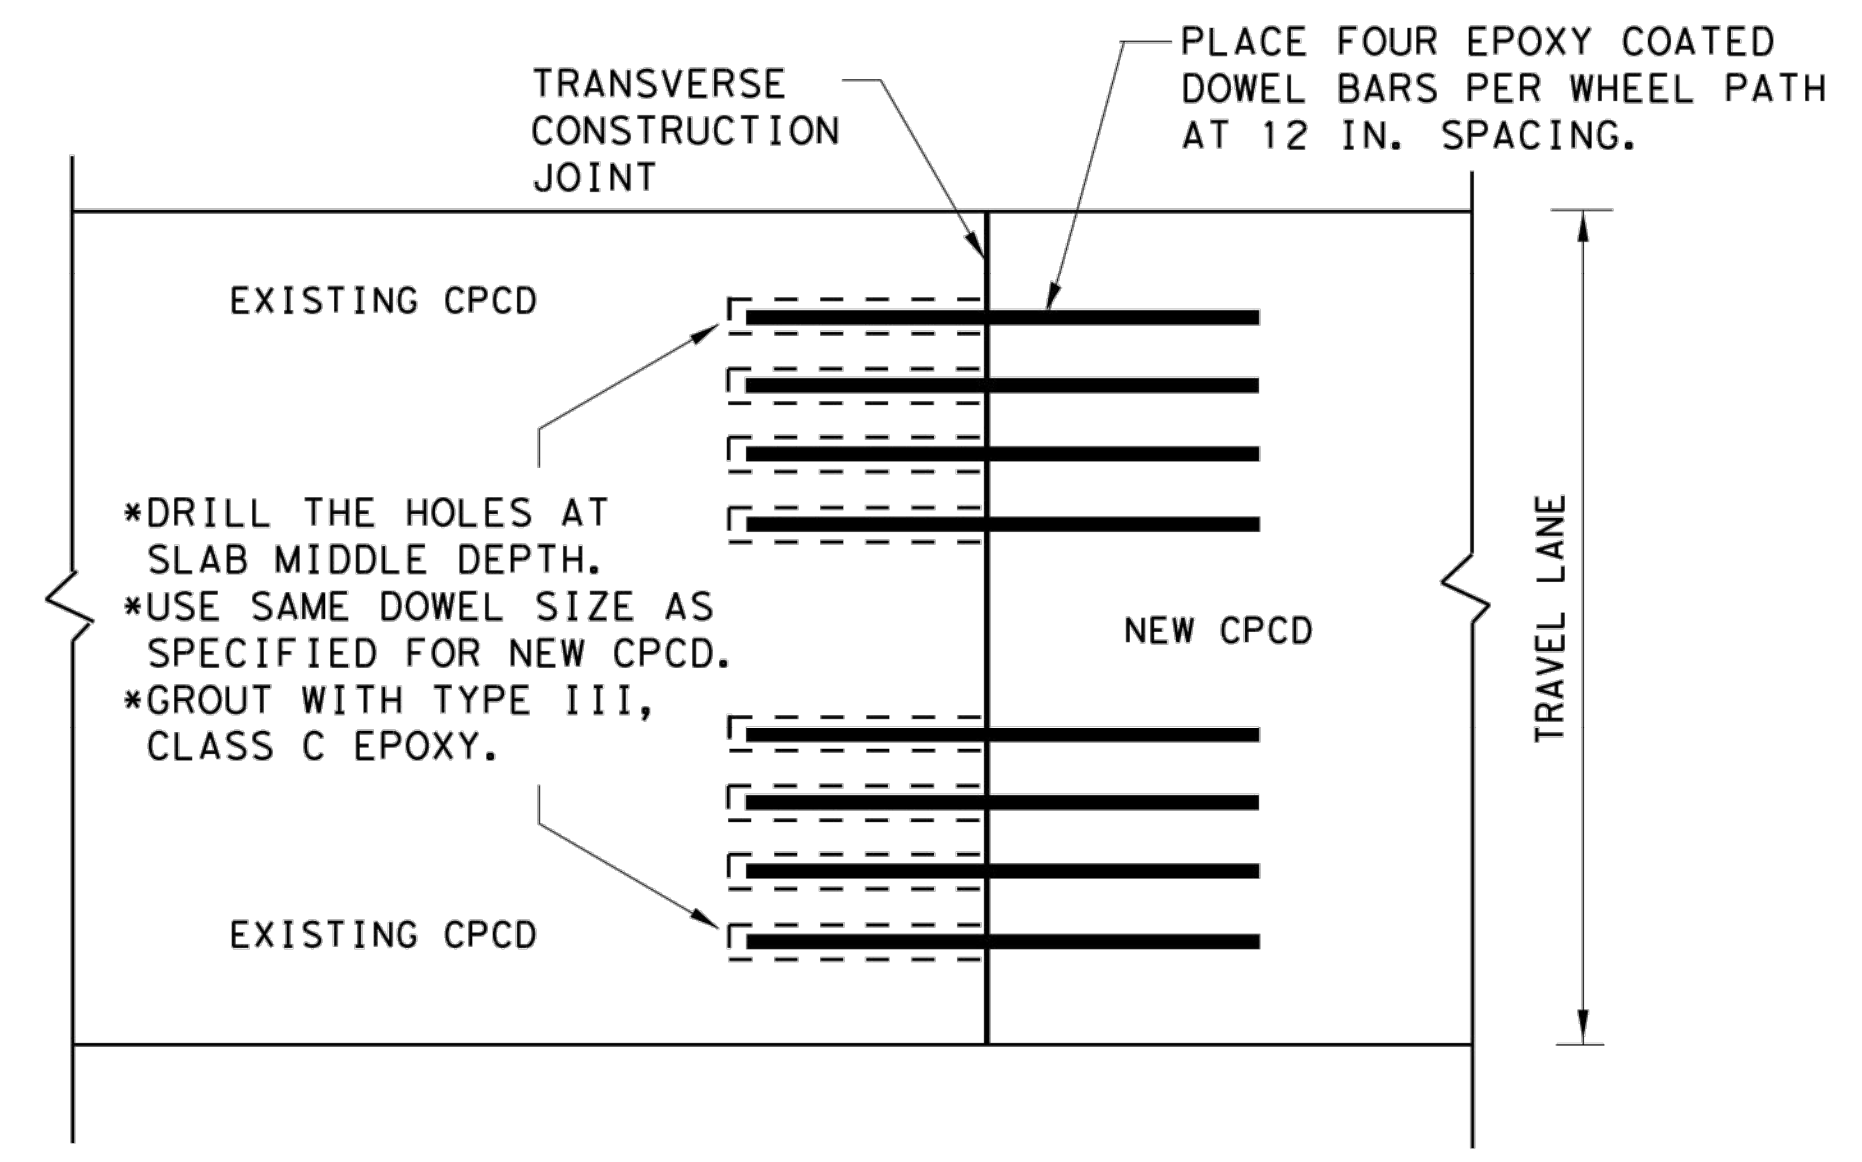 PLACE FOUR EPOXY COATED
DOWEL BARS PER WHEEL PATH
AT 12 IN. SPACING.
TRANSVERSE
CONSTRUCTION
JOINT
EXISTING CPCD
*DRILL THE HOLES AT
SLAB MIDDLE DEPTH.
*USE SAME DOWEL SIZE AS
SPECIFIED FOR NEW CPCD.
*GROUT WITH TYPE III,
CLASS C EPOXY.
NEW CPCD
TRAVEL LANE
EXISTING CPCD